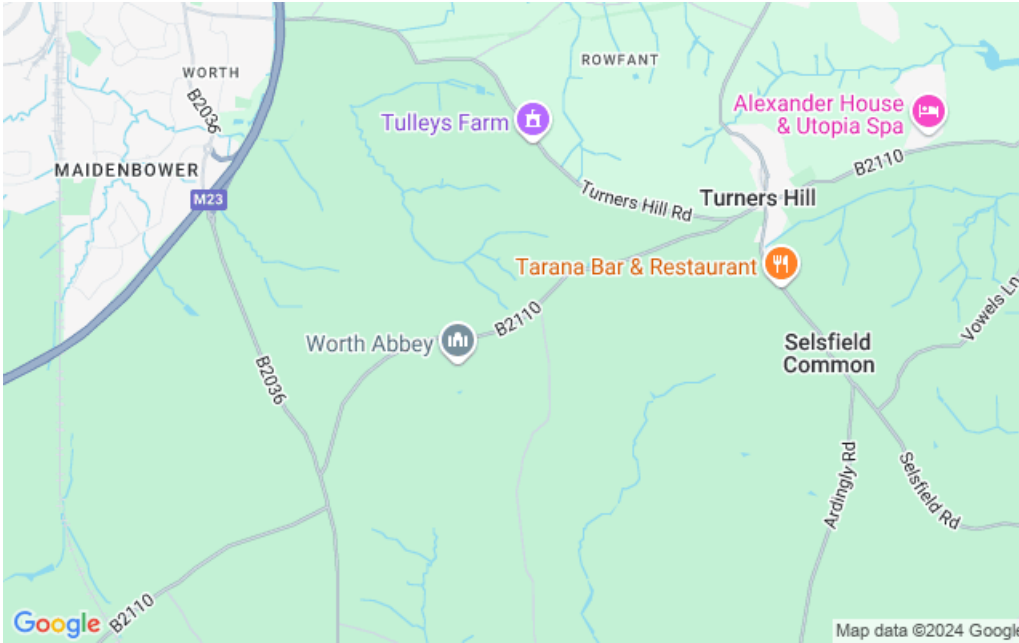 ROWFANT
WORTH
B2036
Alexander House
& Utopia Spa
Tulleys Farm
B2110
MAIDENBOWER
M23
Turners Hill Rd
Turners Hill
Tarana Bar & Restaurant
Vowels Ln
B2110
Worth Abbey
Selsfield
Common
B2036
Ardingly Rd
Selsfield Rd
B2110
Google
Map data ©2024 Google